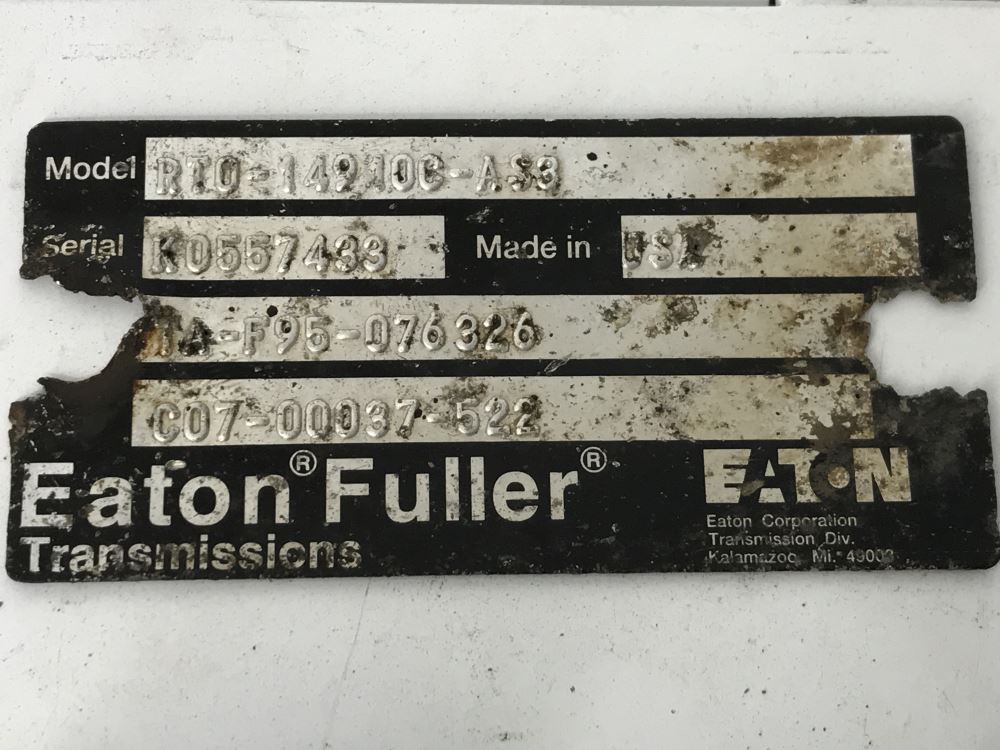 Model RTO-14910C-AS3
Serial K0557433 Made in USA
TA-F95-076326
C07-00037-522
Eaton® Fuller®
Transmissions
EATON
Eaton Corporation
Transmission Div.
Kalamazoo, MI. 49003